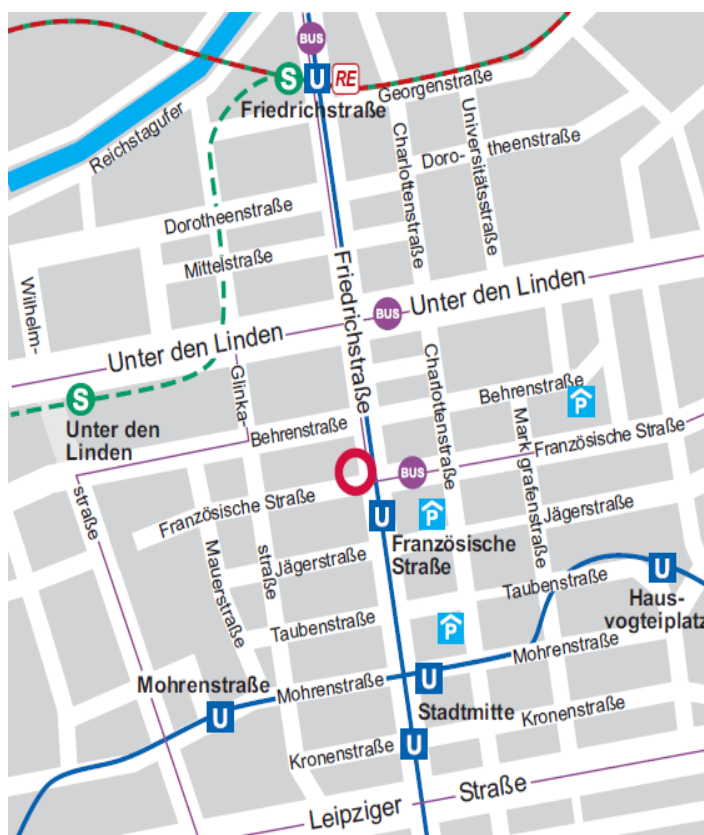 BUS
S
U
RE
Friedrichstraße
Georgenstraße
Reichstagufer
Charlottenstraße
Universitätsstraße
Doro-
theenstraße
Dorotheenstraße
Mittelstraße
Wilhelm-
Friedrichstraße
BUS
Unter den Linden
Unter den Linden
S
Unter den
Linden
Glinka-
Charlottenstraße
Behrenstraße
P
Behrenstraße
Markgrafenstraße
Französische Straße
BUS
straße
Französische Straße
U
P
Jägerstraße
Französische
Straße
Mauerstraße
straße
Jägerstraße
Taubenstraße
U
Haus-
vogteiplatz
Taubenstraße
P
Mohrenstraße
Mohrenstraße
U
Mohrenstraße
U
Stadtmitte
Kronenstraße
U
Kronenstraße
Leipziger
Straße